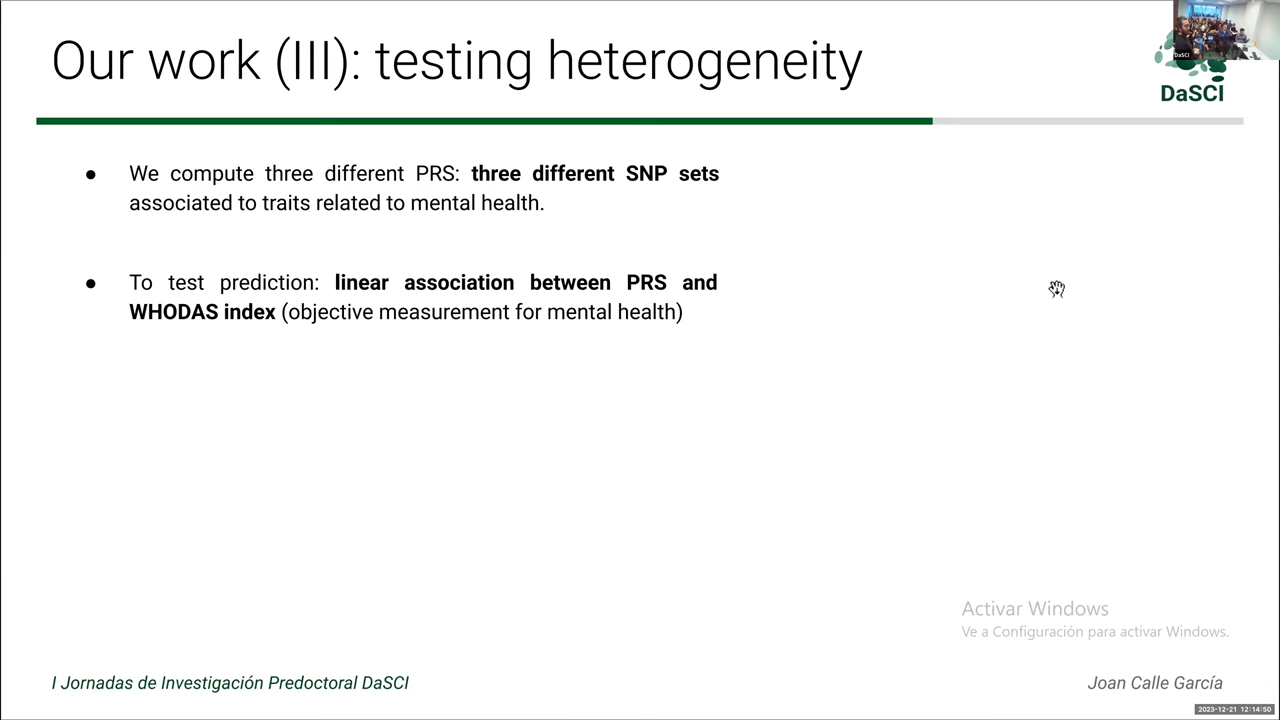 Our work (III): testing heterogeneity
DaSCI
DaSCI
● We compute three different PRS: three different SNP sets
associated to traits related to mental health.
● To test prediction: linear association between PRS and
WHODAS index (objective measurement for mental health)
Activar Windows
Ve a Configuración para activar Windows.
I Jornadas de Investigación Predoctoral DaSCI
Joan Calle García
2023-12-21 12:14:50